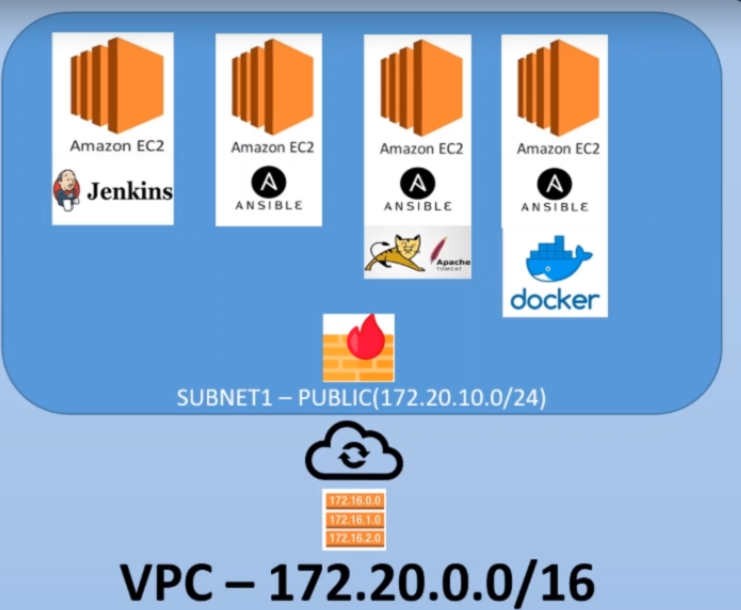 Amazon EC2
Jenkins
Amazon EC2
ANSIBLE
Amazon EC2
ANSIBLE
Apache
TOMCAT
Amazon EC2
ANSIBLE
docker
SUBNET1 – PUBLIC(172.20.10.0/24)
172.16.0.0
172.16.1.0
172.16.2.0
VPC – 172.20.0.0/16